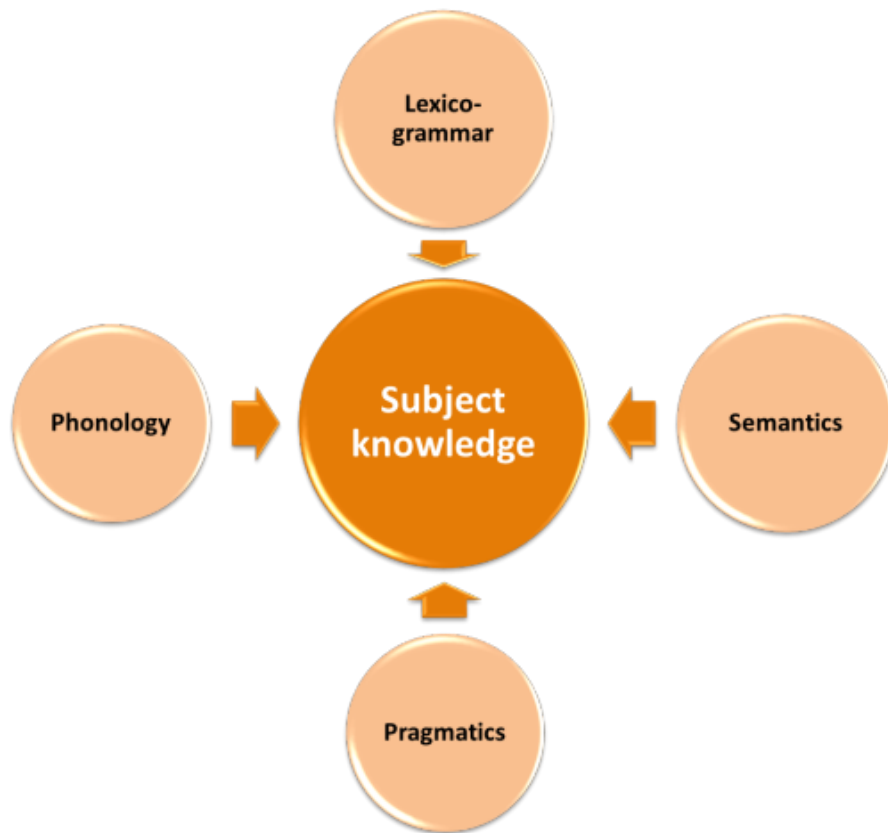 Lexico-
grammar
Phonology
Subject
knowledge
Semantics
Pragmatics